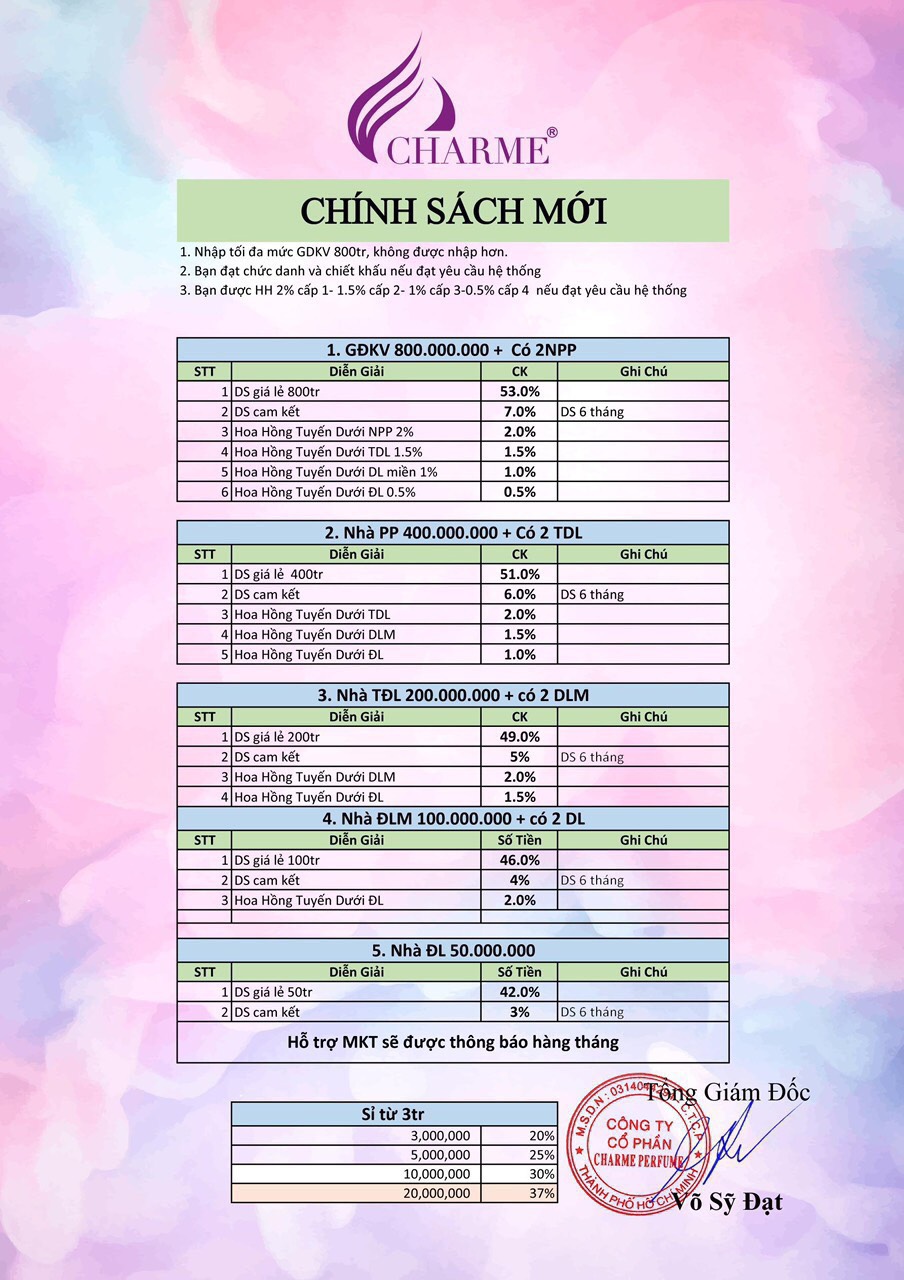 CHARME®
CHÍNH SÁCH MỚI
1. Nhập tối đa mức GDKV 800tr, không được nhập hơn.
2. Bạn đạt chức danh và chiết khấu nếu đạt yêu cầu hệ thống
3. Bạn được HH 2% cấp 1- 1.5% cấp 2- 1% cấp 3-0.5% cấp 4 nếu đạt yêu cầu hệ thống
1. GĐKV 800.000.000 + Có 2NPP
STT Diễn Giải CK Ghi Chú
1 DS giá lẻ 800tr 53.0%
2 DS cam kết 7.0% DS 6 tháng
3 Hoa Hồng Tuyến Dưới NPP 2% 2.0%
4 Hoa Hồng Tuyến Dưới TDL 1.5% 1.5%
5 Hoa Hồng Tuyến Dưới DL miền 1% 1.0%
6 Hoa Hồng Tuyến Dưới ĐL 0.5% 0.5%
2. Nhà PP 400.000.000 + Có 2 TDL
STT Diễn Giải CK Ghi Chú
1 DS giá lẻ 400tr 51.0%
2 DS cam kết 6.0% DS 6 tháng
3 Hoa Hồng Tuyến Dưới TDL 2.0%
4 Hoa Hồng Tuyến Dưới DLM 1.5%
5 Hoa Hồng Tuyến Dưới ĐL 1.0%
3. Nhà TĐL 200.000.000 + có 2 DLM
STT Diễn Giải CK Ghi Chú
1 DS giá lẻ 200tr 49.0%
2 DS cam kết 5% DS 6 tháng
3 Hoa Hồng Tuyến Dưới DLM 2.0%
4 Hoa Hồng Tuyến Dưới ĐL 1.5%
4. Nhà ĐLM 100.000.000 + có 2 DL
STT Diễn Giải Số Tiền Ghi Chú
1 DS giá lẻ 100tr 46.0%
2 DS cam kết 4% DS 6 tháng
3 Hoa Hồng Tuyến Dưới ĐL 2.0%
5. Nhà ĐL 50.000.000
STT Diễn Giải Số Tiền Ghi Chú
1 DS giá lẻ 50tr 42.0%
2 DS cam kết 3% DS 6 tháng
Hỗ trợ MKT sẽ được thông báo hàng tháng
Tổng Giám Đốc
Sỉ từ 3tr
3,000,000 20%
5,000,000 25%
10,000,000 30%
20,000,000 37%
M.S.D.N: C.T.C.P
CÔNG TY
CỔ PHẦN
CHARME PERFUME
THÀNH PHỐ HỒ CHÍ MINH
Võ Sỹ Đạt